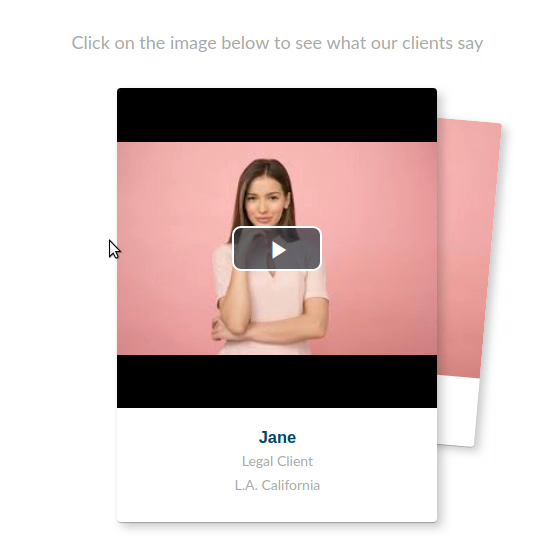 Click on the image below to see what our clients say
Jane
Legal Client
L.A. California